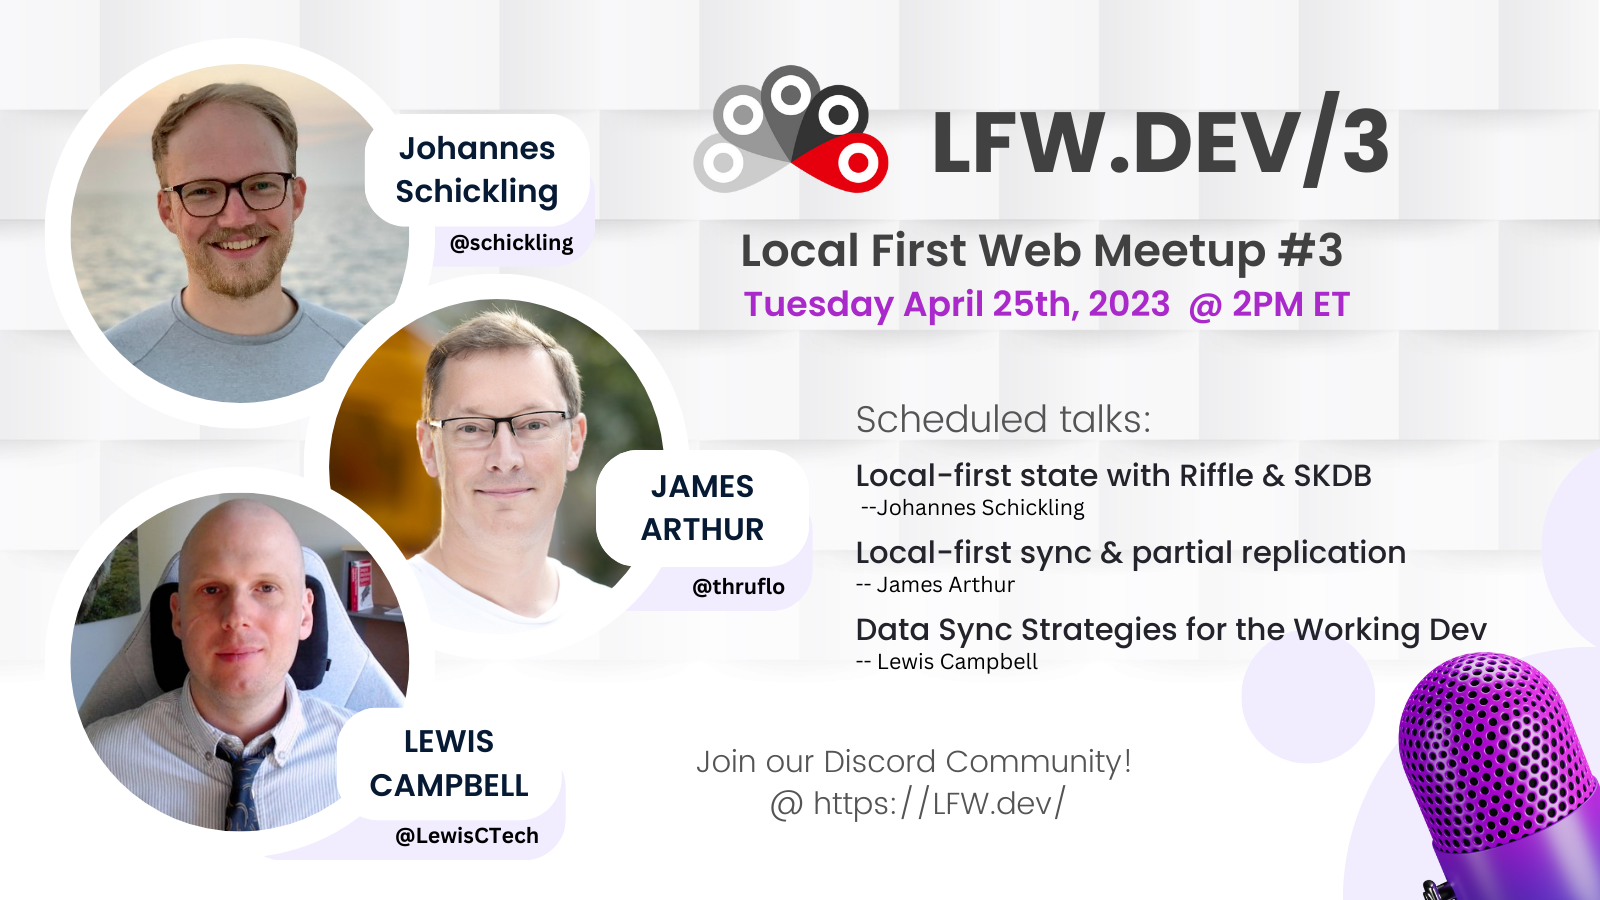 Johannes
Schickling
@schickling
JAMES
ARTHUR
@thruflo
LEWIS
CAMPBELL
@LewisCTech
LFW.DEV/3
Local First Web Meetup #3
Tuesday April 25th, 2023 @ 2PM ET
Scheduled talks:
Local-first state with Riffle & SKDB
--Johannes Schickling
Local-first sync & partial replication
-- James Arthur
Data Sync Strategies for the Working Dev
-- Lewis Campbell
Join our Discord Community!
@ https://LFW.dev/